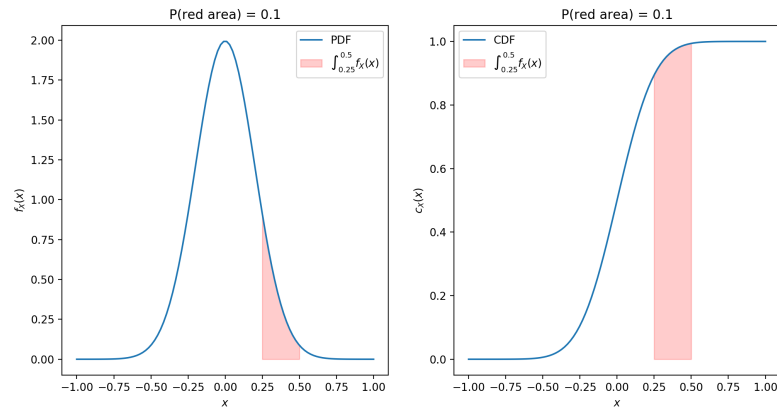 P(red area) = 0.1
PDF
∫_{0.25}^{0.5} f_X(x)
2.00
1.75
1.50
1.25
1.00
0.75
0.50
0.25
0.00
f_X(x)
−1.00 −0.75 −0.50 −0.25 0.00 0.25 0.50 0.75 1.00
x
P(red area) = 0.1
CDF
∫_{0.25}^{0.5} f_X(x)
1.0
0.8
0.6
0.4
0.2
0.0
c_X(x)
−1.00 −0.75 −0.50 −0.25 0.00 0.25 0.50 0.75 1.00
x